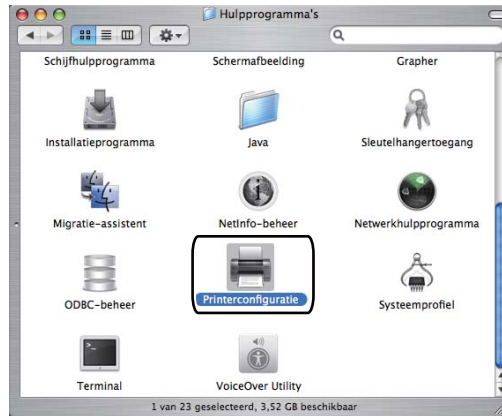 Hulpprogramma's
Schijfhulpprogramma Schermafbeelding Grapher
Installatieprogramma Java Sleutelhangertoegang
Migratie-assistent NetInfo-beheer Netwerkhulpprogramma
ODBC-beheer Printerconfiguratie Systeemprofiel
Terminal VoiceOver Utility
1 van 23 geselecteerd, 3,52 GB beschikbaar